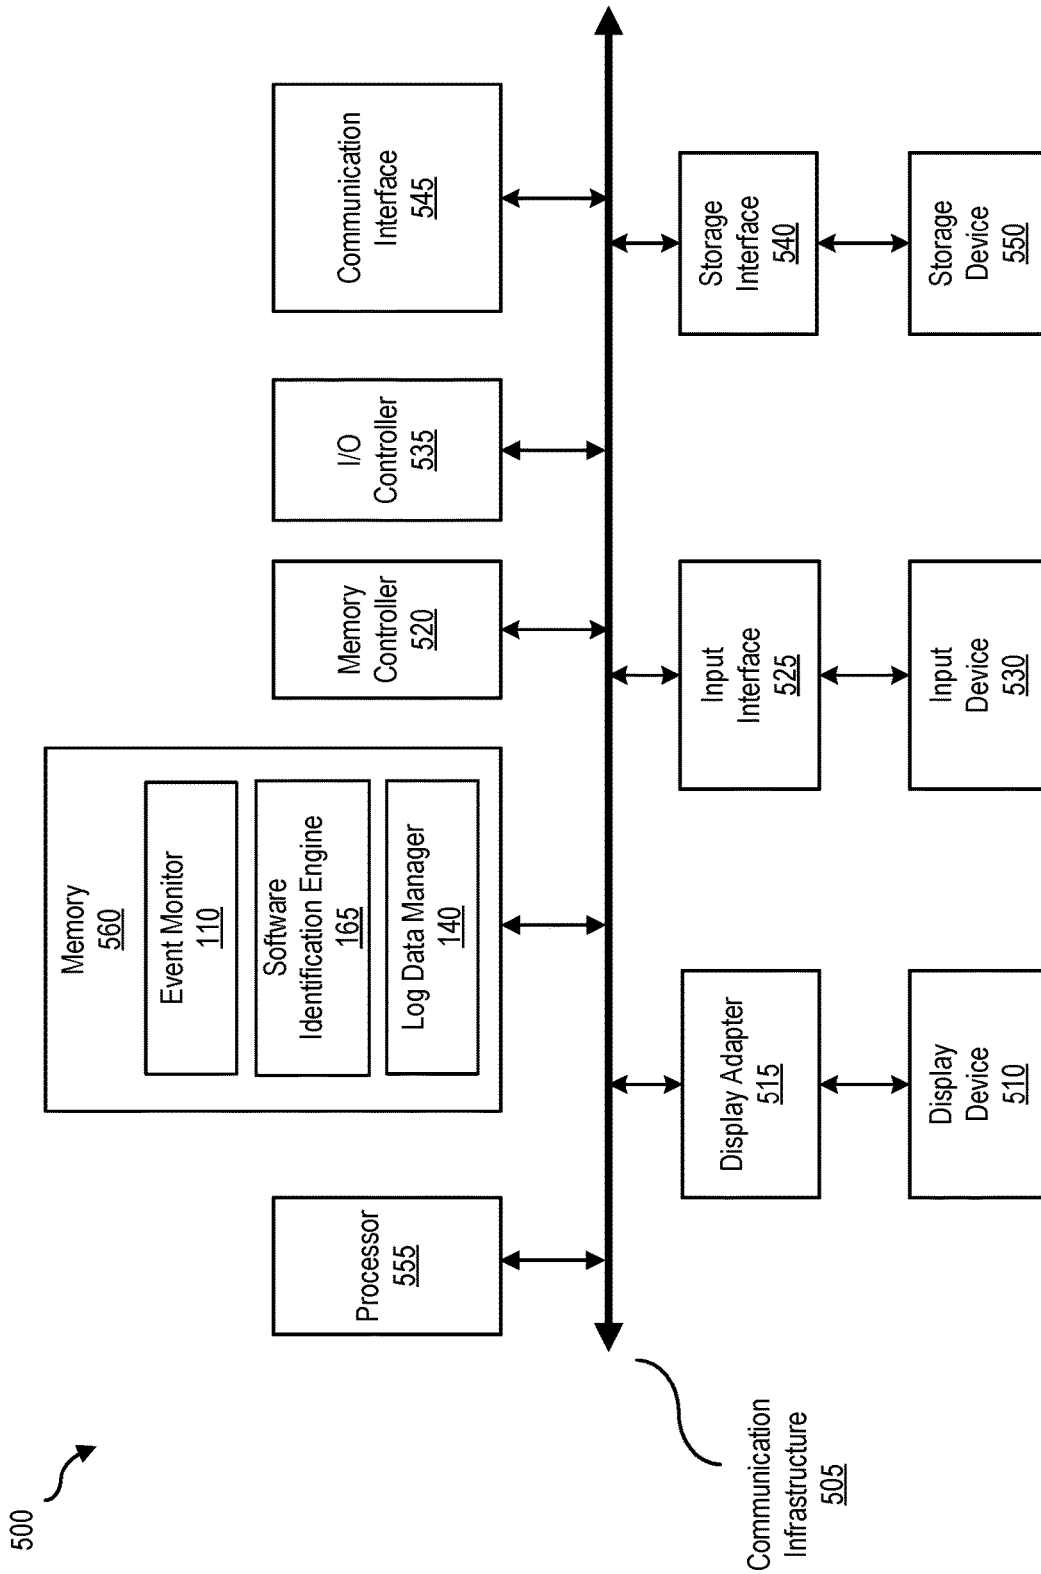 500
Processor
555
Memory
560
Event Monitor
110
Software
Identification Engine
165
Log Data Manager
140
Memory
Controller
520
I/O
Controller
535
Communication
Interface
545
Communication
Infrastructure
505
Display Adapter
515
Input
Interface
525
Storage
Interface
540
Display
Device
510
Input
Device
530
Storage
Device
550